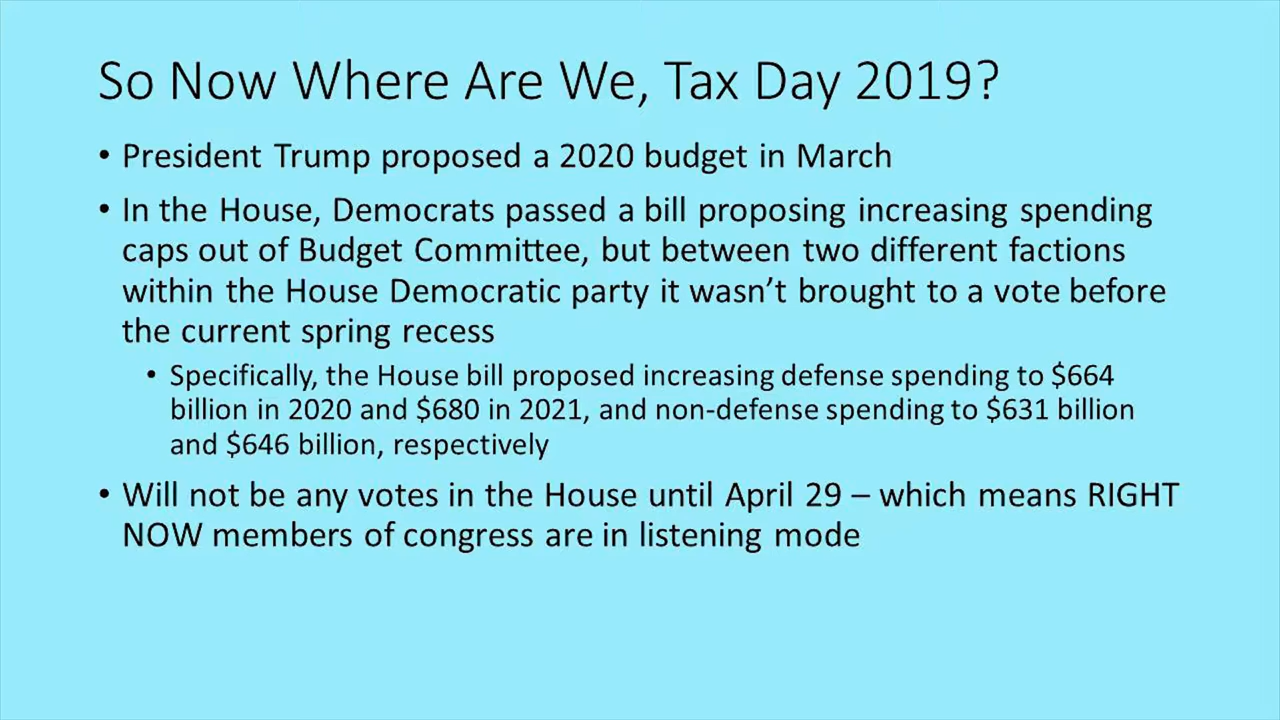 So Now Where Are We, Tax Day 2019?
• President Trump proposed a 2020 budget in March
• In the House, Democrats passed a bill proposing increasing spending
caps out of Budget Committee, but between two different factions
within the House Democratic party it wasn’t brought to a vote before
the current spring recess
• Specifically, the House bill proposed increasing defense spending to $664
billion in 2020 and $680 in 2021, and non-defense spending to $631 billion
and $646 billion, respectively
• Will not be any votes in the House until April 29 – which means RIGHT
NOW members of congress are in listening mode